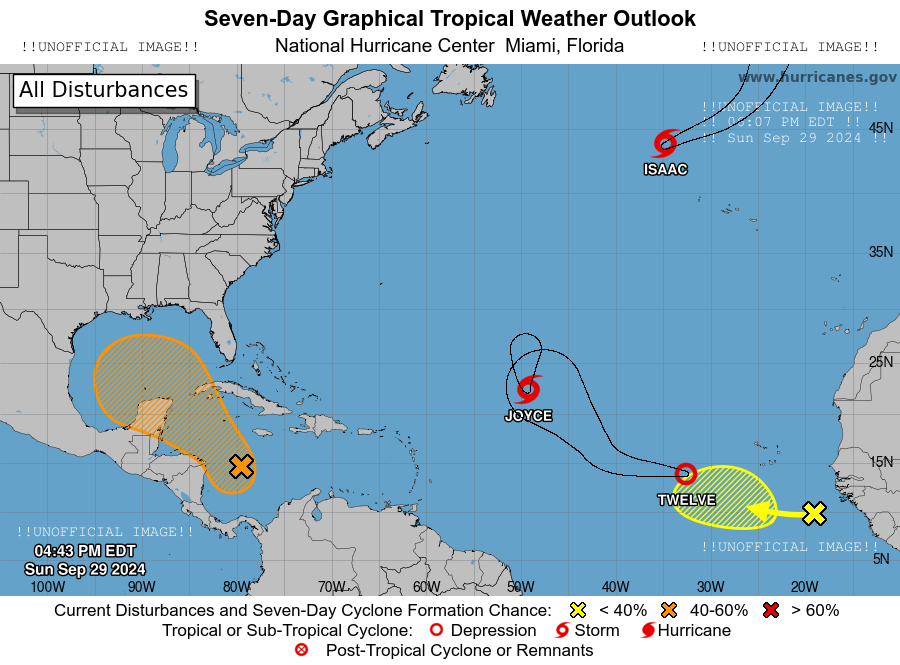 Seven-Day Graphical Tropical Weather Outlook
!!UNOFFICIAL IMAGE!!
National Hurricane Center Miami, Florida
!!UNOFFICIAL IMAGE!!
All Disturbances
www.hurricanes.gov
!!UNOFFICIAL IMAGE!!
!! 06:07 PM EDT !!
!! Sun Sep 29 2024 !!
45N
ISAAC
35N
25N
JOYCE
15N
TWELVE
!!UNOFFICIAL IMAGE!!
04:43 PM EDT
Sun Sep 29 2024
!!UNOFFICIAL IMAGE!!
5N
100W 90W 80W 70W 60W 50W 40W 30W 20W
Current Disturbances and Seven-Day Cyclone Formation Chance: < 40% 40-60% > 60%
Tropical or Sub-Tropical Cyclone: Depression Storm Hurricane
Post-Tropical Cyclone or Remnants